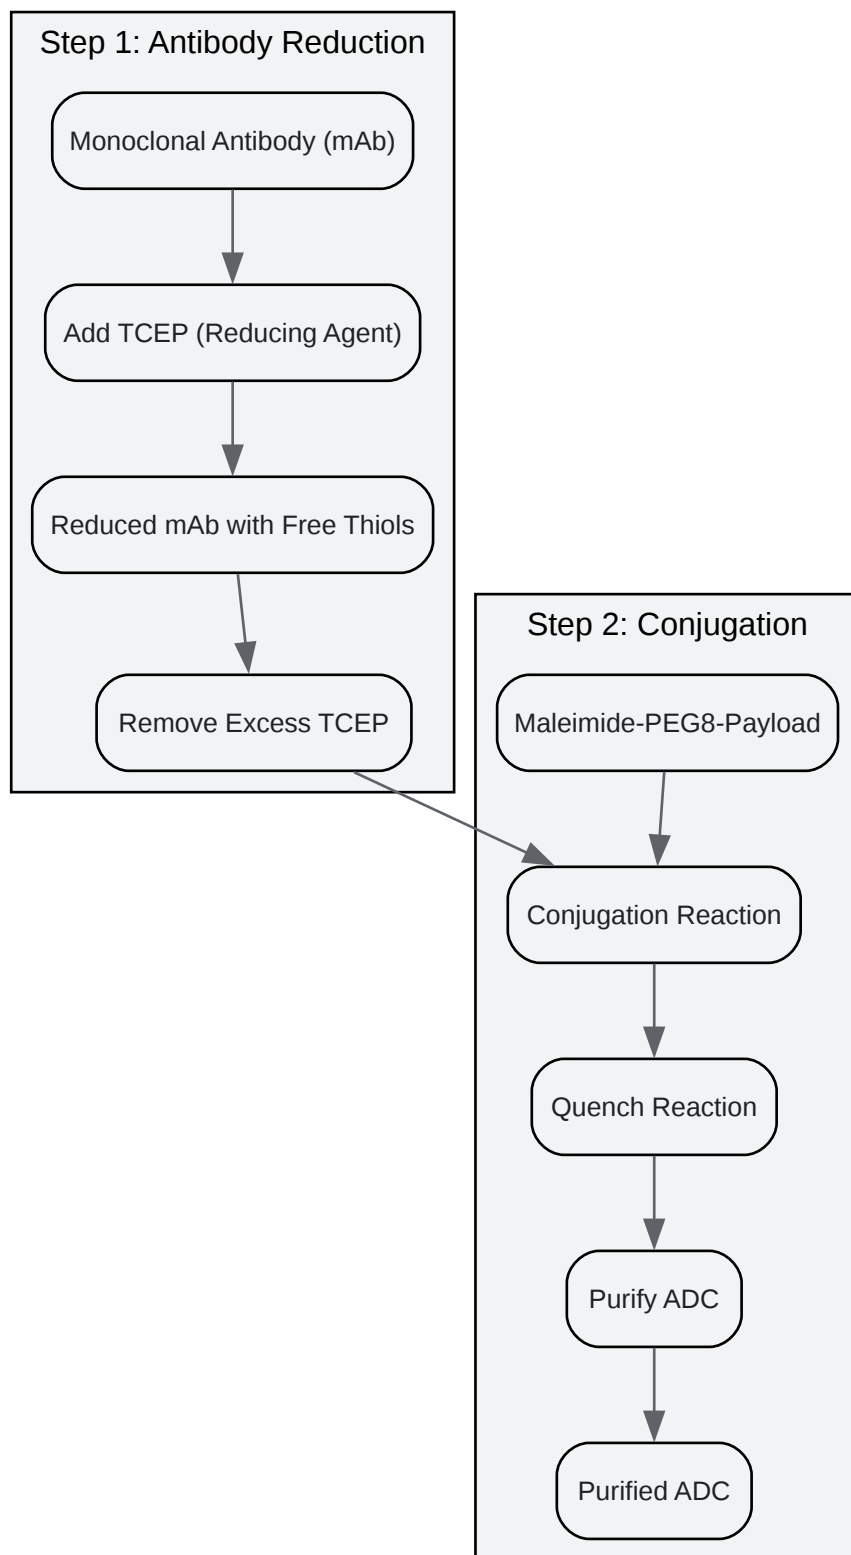 Step 1: Antibody Reduction
Monoclonal Antibody (mAb)
Add TCEP (Reducing Agent)
Reduced mAb with Free Thiols
Remove Excess TCEP
Step 2: Conjugation
Maleimide-PEG8-Payload
Conjugation Reaction
Quench Reaction
Purify ADC
Purified ADC